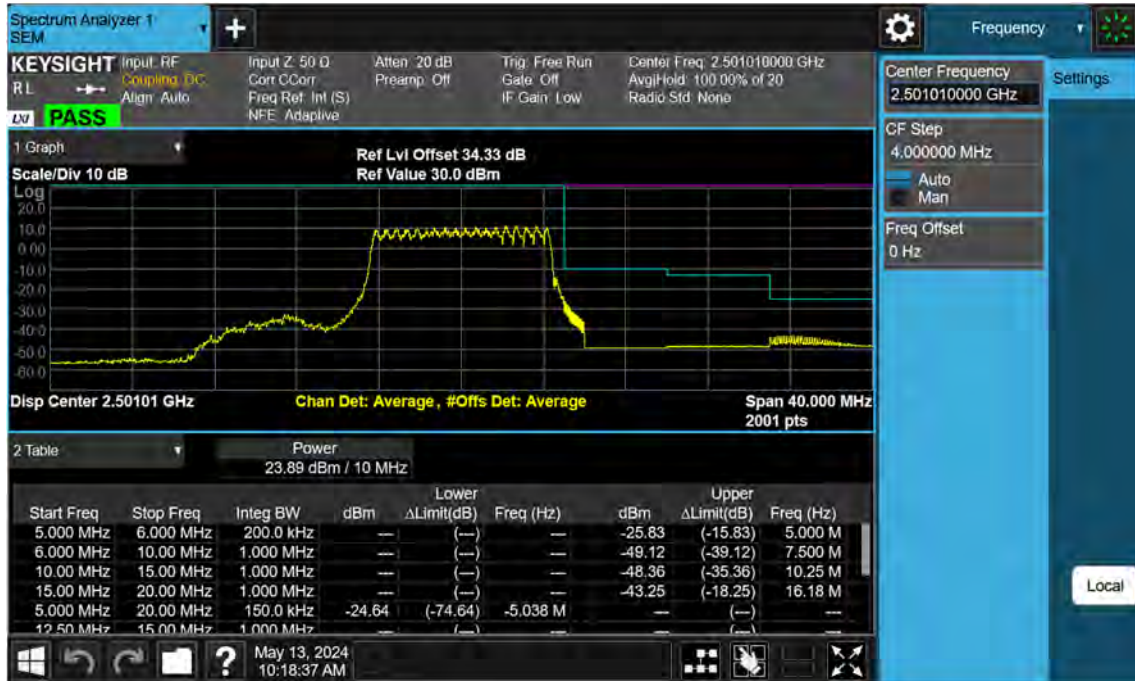 Spectrum Analyzer 1
SEM
Frequency
KEYSIGHT Input: RF
Coupling: DC
Align: Auto
Input Z: 50 Ω
Corr CCorr
Freq Ref: Int (S)
NFE: Adaptive
Atten: 20 dB
Preamp: Off
Trig: Free Run
Gate: Off
IF Gain: Low
Center Freq: 2.501010000 GHz
Avg|Hold: 100.00% of 20
Radio Std: None
R L
LXI PASS
Center Frequency
2.501010000 GHz
Settings
CF Step
4.000000 MHz
Auto
Man
Freq Offset
0 Hz
Local
1 Graph
Scale/Div 10 dB
Ref Lvl Offset 34.33 dB
Ref Value 30.0 dBm
Log
20.0
10.0
0.00
-10.0
-20.0
-30.0
-40.0
-50.0
-60.0
Disp Center 2.50101 GHz
Chan Det: Average, #Offs Det: Average
Span 40.000 MHz
2001 pts
2 Table
Power
23.89 dBm / 10 MHz
Lower Upper
Start Freq Stop Freq Integ BW dBm ΔLimit(dB) Freq (Hz) dBm ΔLimit(dB) Freq (Hz)
5.000 MHz 6.000 MHz 200.0 kHz --- (---) --- -25.83 (-15.83) 5.000 M
6.000 MHz 10.00 MHz 1.000 MHz --- (---) --- -49.12 (-39.12) 7.500 M
10.00 MHz 15.00 MHz 1.000 MHz --- (---) --- -48.36 (-35.36) 10.25 M
15.00 MHz 20.00 MHz 1.000 MHz --- (---) --- -43.25 (-18.25) 16.18 M
5.000 MHz 20.00 MHz 150.0 kHz -24.64 (-74.64) -5.038 M --- (---) ---
12.50 MHz 15.00 MHz 1.000 MHz --- (---) --- --- (---) ---
?
May 13, 2024
10:18:37 AM